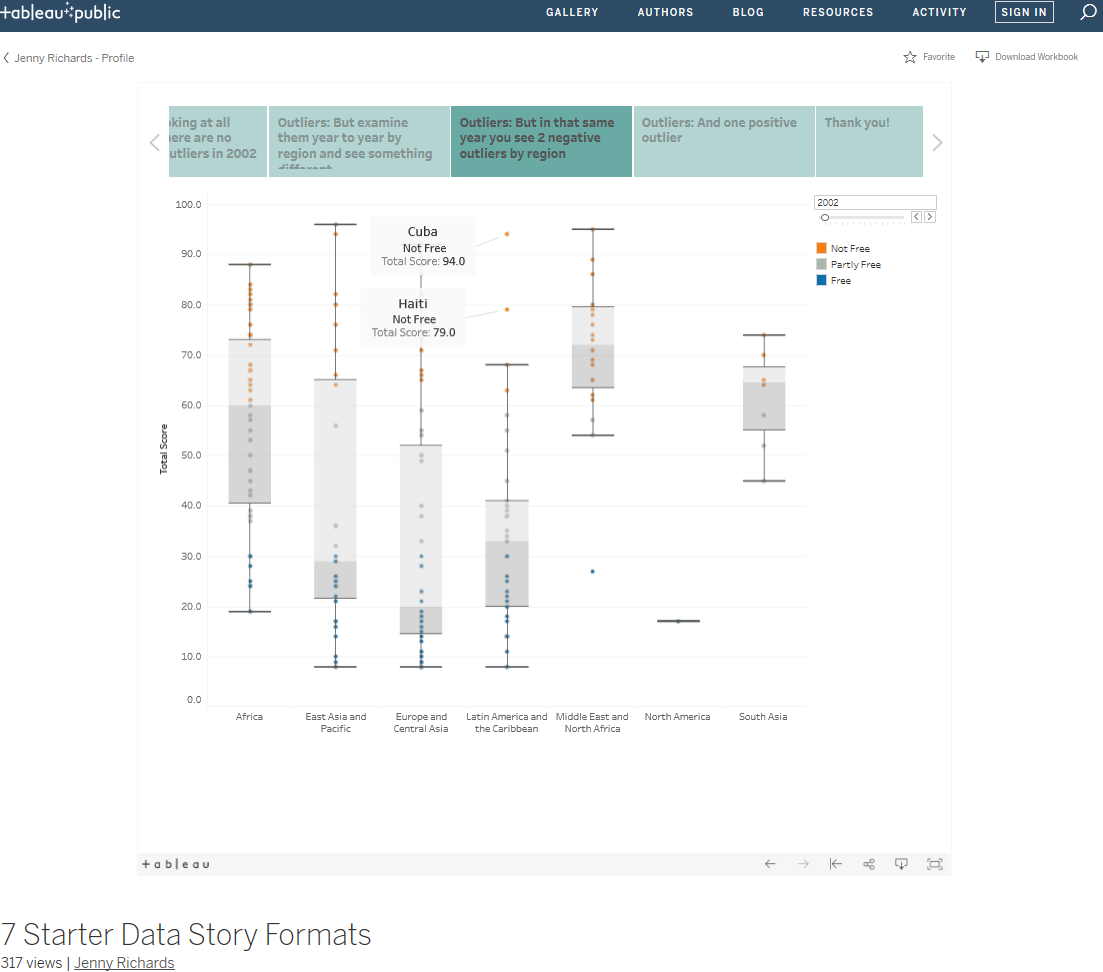 +ableau+public
GALLERY
AUTHORS
BLOG
RESOURCES
ACTIVITY
SIGN IN
Jenny Richards - Profile
Favorite
Download Workbook
oking at all
here are no
utliers in 2002
Outliers: But examine
them year to year by
region and see something
different
Outliers: But in that same
year you see 2 negative
outliers by region
Outliers: And one positive
outlier
Thank you!
2002
Not Free
Partly Free
Free
Total Score
100.0
90.0
80.0
70.0
60.0
50.0
40.0
30.0
20.0
10.0
0.0
Cuba
Not Free
Total Score: 94.0
Haiti
Not Free
Total Score: 79.0
Africa
East Asia and
Pacific
Europe and
Central Asia
Latin America and
the Caribbean
Middle East and
North Africa
North America
South Asia
+ableau
7 Starter Data Story Formats
317 views | Jenny Richards